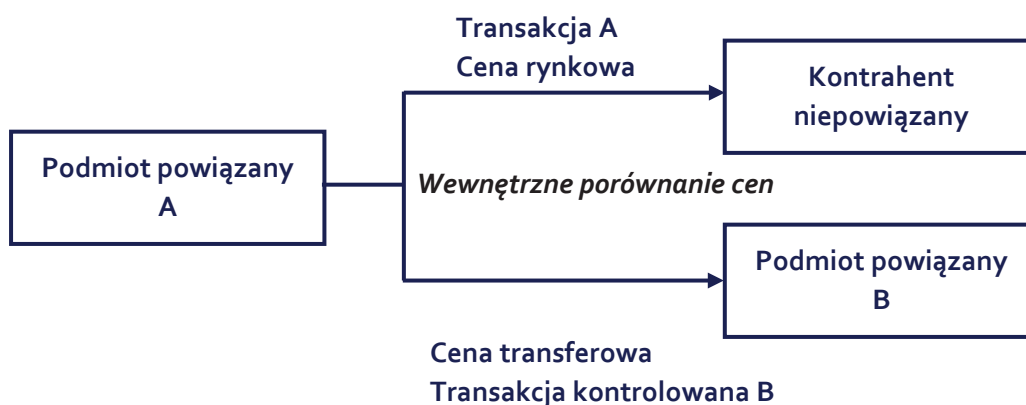 Transakcja A
Cena rynkowa
Kontrahent
niepowiązany
Podmiot powiązany
A
Wewnętrzne porównanie cen
Podmiot powiązany
B
Cena transferowa
Transakcja kontrolowana B